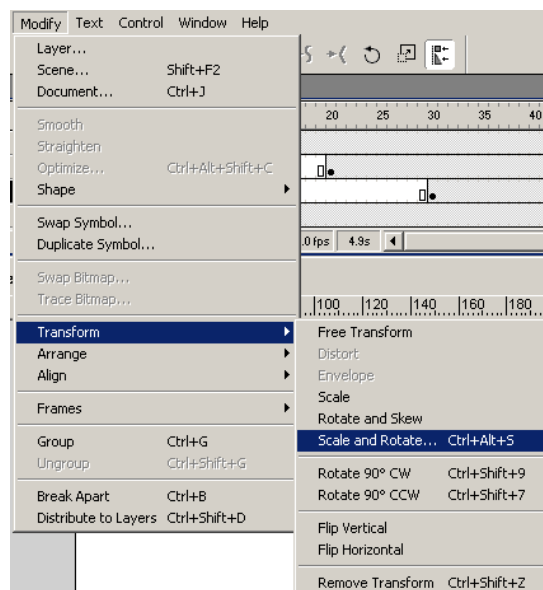 Modify Text Control Window Help
Layer...
Scene... Shift+F2
Document... Ctrl+J
20 25 30 35 40
Smooth
Straighten
Optimize... Ctrl+Alt+Shift+C
Shape
Swap Symbol...
Duplicate Symbol...
.0 fps 4.9s
Swap Bitmap...
Trace Bitmap...
100 120 140 160 180
Transform
Arrange
Align
Frames
Group Ctrl+G
Ungroup Ctrl+Shift+G
Break Apart Ctrl+B
Distribute to Layers Ctrl+Shift+D
Free Transform
Distort
Envelope
Scale
Rotate and Skew
Scale and Rotate... Ctrl+Alt+S
Rotate 90° CW Ctrl+Shift+9
Rotate 90° CCW Ctrl+Shift+7
Flip Vertical
Flip Horizontal
Remove Transform Ctrl+Shift+Z